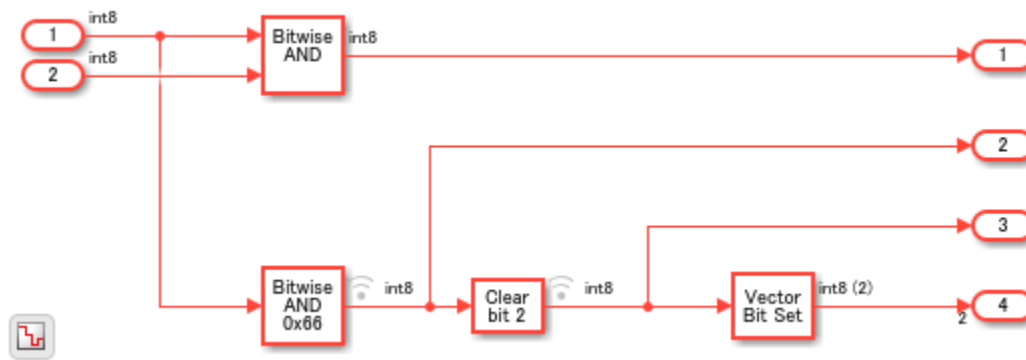 int8
1
Bitwise
AND
int8
1
int8
2
2
3
Bitwise
AND
0x66
int8
Clear
bit 2
int8
Vector
Bit Set
int8 (2)
2
4